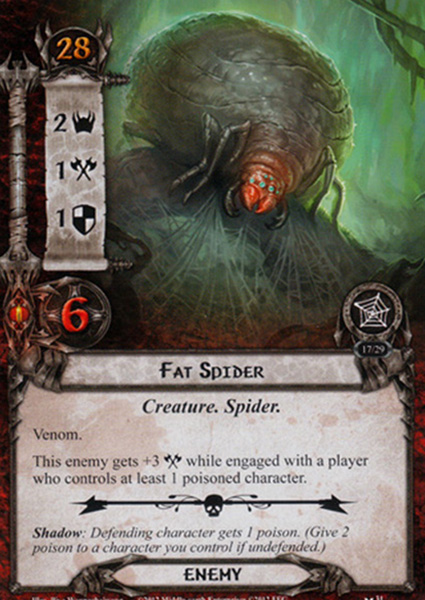 28
2
1
1
6
17/29
FAT SPIDER
Creature. Spider.
Venom.
This enemy gets +3 while engaged with a player
who controls at least 1 poisoned character.
Shadow: Defending character gets 1 poison. (Give 2
poison to a character you control if undefended.)
ENEMY